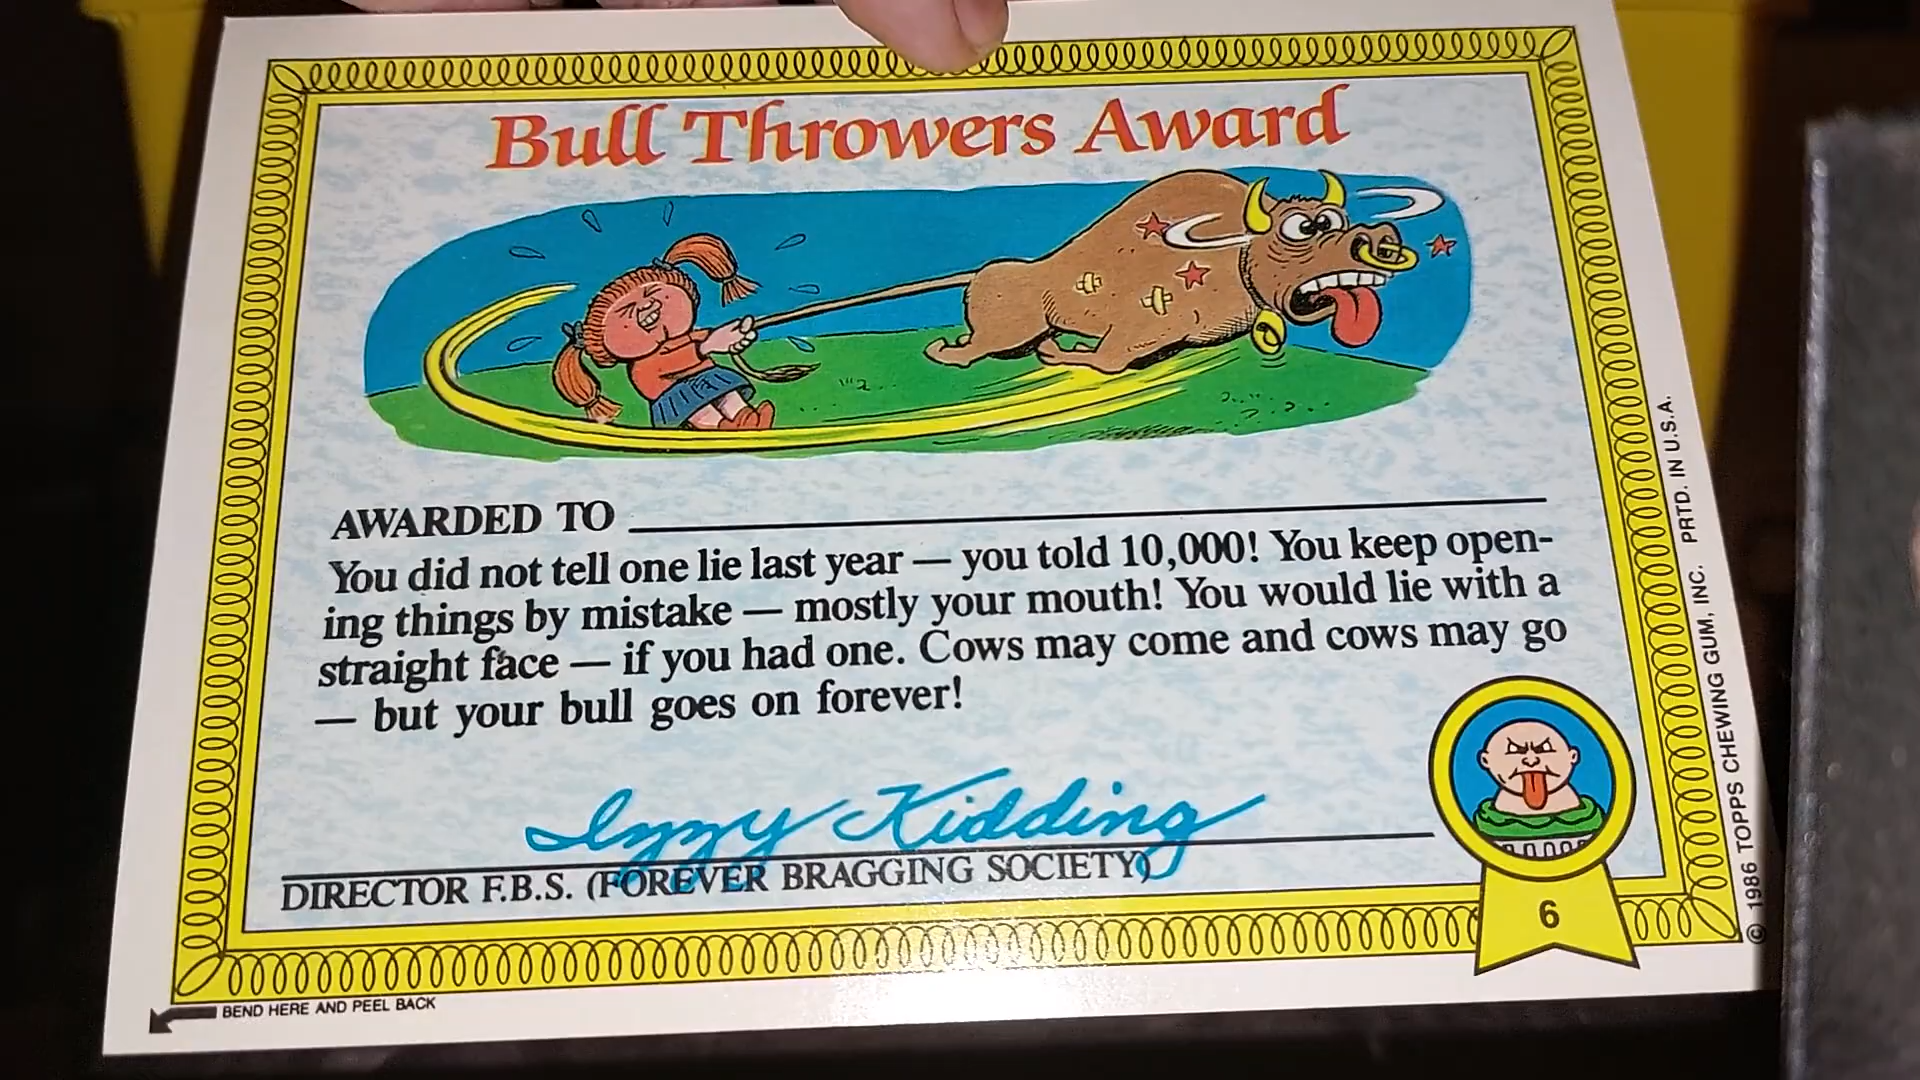 Bull Throwers Award
AWARDED TO
You did not tell one lie last year — you told 10,000! You keep open-
ing things by mistake — mostly your mouth! You would lie with a
straight face — if you had one. Cows may come and cows may go
— but your bull goes on forever!
Izzy Kidding
DIRECTOR F.B.S. (FOREVER BRAGGING SOCIETY)
6
BEND HERE AND PEEL BACK
© 1986 TOPPS CHEWING GUM, INC. PRTD. IN U.S.A.